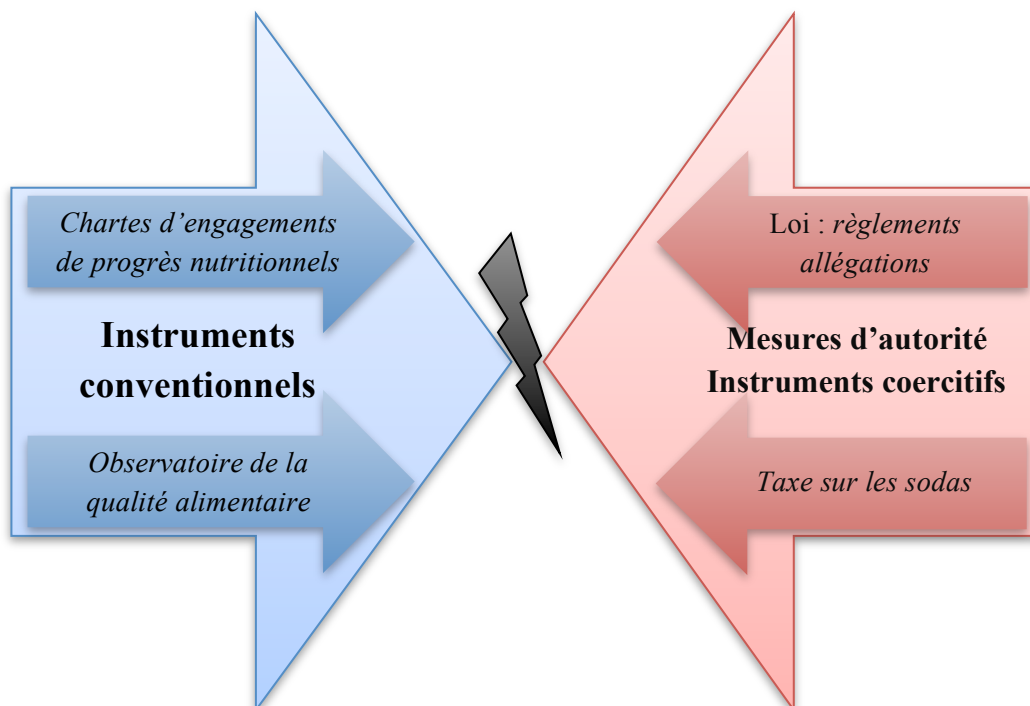 Chartes d’engagements
de progrès nutritionnels
Instruments
conventionnels
Observatoire de la
qualité alimentaire
Loi : règlements
allégations
Mesures d’autorité
Instruments coercitifs
Taxe sur les sodas